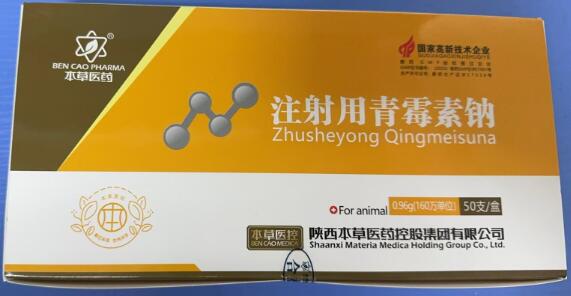 BEN CAO PHARMA
本草医药
国家高新技术企业
GUOJIAGAOXINJISHUQIYE
注射用青霉素钠
Zhusheyong Qingmeisuna
For animal
0.96g(160万单位)
50支/盒
本草医控
BEN CAO MEDICA
陕西本草医药控股集团有限公司
Shaanxi Materia Medica Holding Group Co., Ltd.